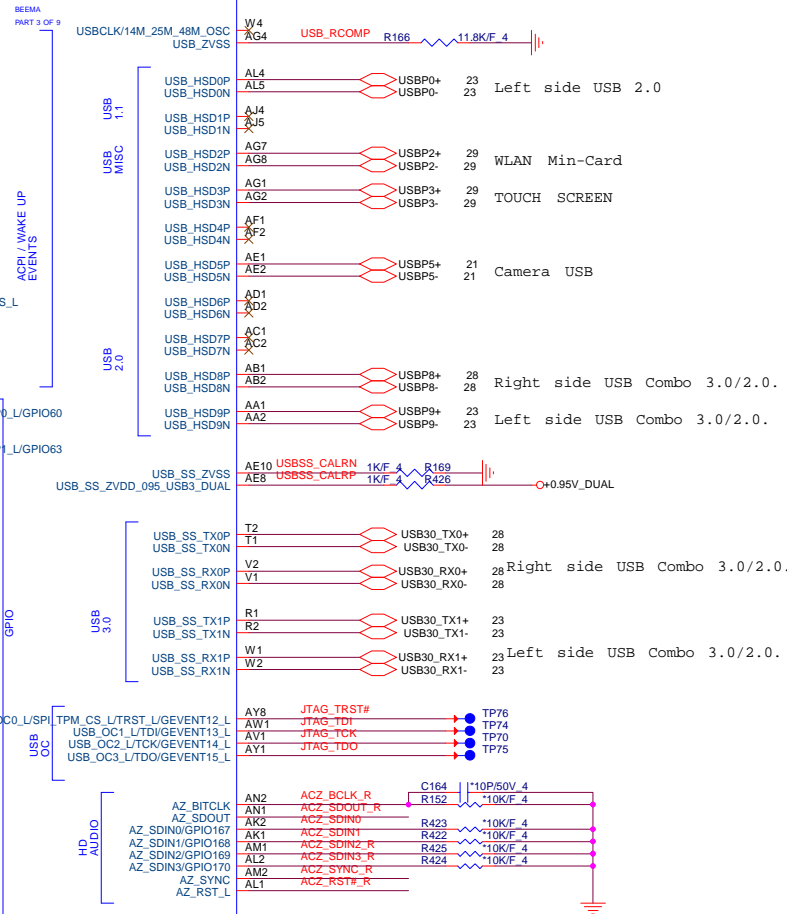 BEEMA
PART 3 OF 9
USBCLK/14M_25M_48M_OSC W4
USB_ZVSS AG4 USB_RCOMP R166 11.8K/F_4
USB_HSD0P AL4 USBP0+ 23
USB_HSD0N AL5 USBP0- 23
Left side USB 2.0
USB_HSD1P AJ4
USB_HSD1N AJ5
USB 1.1
USB MISC
USB_HSD2P AG7 USBP2+ 29
USB_HSD2N AG8 USBP2- 29
WLAN Min-Card
USB_HSD3P AG1 USBP3+ 29
USB_HSD3N AG2 USBP3- 29
TOUCH SCREEN
USB_HSD4P AF1
USB_HSD4N AF2
ACPI / WAKE UP EVENTS
USB_HSD5P AE1 USBP5+ 21
USB_HSD5N AE2 USBP5- 21
Camera USB
S_L
USB_HSD6P AD1
USB_HSD6N AD2
USB_HSD7P AC1
USB_HSD7N AC2
USB 2.0
USB_HSD8P AB1 USBP8+ 28
USB_HSD8N AB2 USBP8- 28
Right side USB Combo 3.0/2.0.
0_L/GPIO60
USB_HSD9P AA1 USBP9+ 23
USB_HSD9N AA2 USBP9- 23
Left side USB Combo 3.0/2.0.
1_L/GPIO63
USB_SS_ZVSS AE10 USBSS_CALRN 1K/F_4 R169
USB_SS_ZVDD_095_USB3_DUAL AE8 USBSS_CALRP 1K/F_4 R426 +0.95V_DUAL
USB_SS_TX0P T2 USB30_TX0+ 28
USB_SS_TX0N T1 USB30_TX0- 28
USB_SS_RX0P V2 USB30_RX0+ 28
USB_SS_RX0N V1 USB30_RX0- 28
Right side USB Combo 3.0/2.0.
GPIO
USB 3.0
USB_SS_TX1P R1 USB30_TX1+ 23
USB_SS_TX1N R2 USB30_TX1- 23
USB_SS_RX1P W1 USB30_RX1+ 23
USB_SS_RX1N W2 USB30_RX1- 23
Left side USB Combo 3.0/2.0.
OC0_L/SPI_TPM_CS_L/TRST_L/GEVENT12_L AY8 JTAG_TRST# TP76
USB_OC1_L/TDI/GEVENT13_L AW1 JTAG_TDI TP74
USB_OC2_L/TCK/GEVENT14_L AV1 JTAG_TCK TP70
USB_OC3_L/TDO/GEVENT15_L AY1 JTAG_TDO TP75
USB OC
C164 *10P/50V_4
AZ_BITCLK AN2 ACZ_BCLK_R R152 *10K/F_4
AZ_SDOUT AN1 ACZ_SDOUT_R
AZ_SDIN0/GPIO167 AK2 ACZ_SDIN0 R423 *10K/F_4
AZ_SDIN1/GPIO168 AK1 ACZ_SDIN1 R422 *10K/F_4
AZ_SDIN2/GPIO169 AM1 ACZ_SDIN2_R R425 *10K/F_4
AZ_SDIN3/GPIO170 AL2 ACZ_SDIN3_R R424 *10K/F_4
AZ_SYNC AM2 ACZ_SYNC_R
AZ_RST_L AL1 ACZ_RST#_R
HD AUDIO